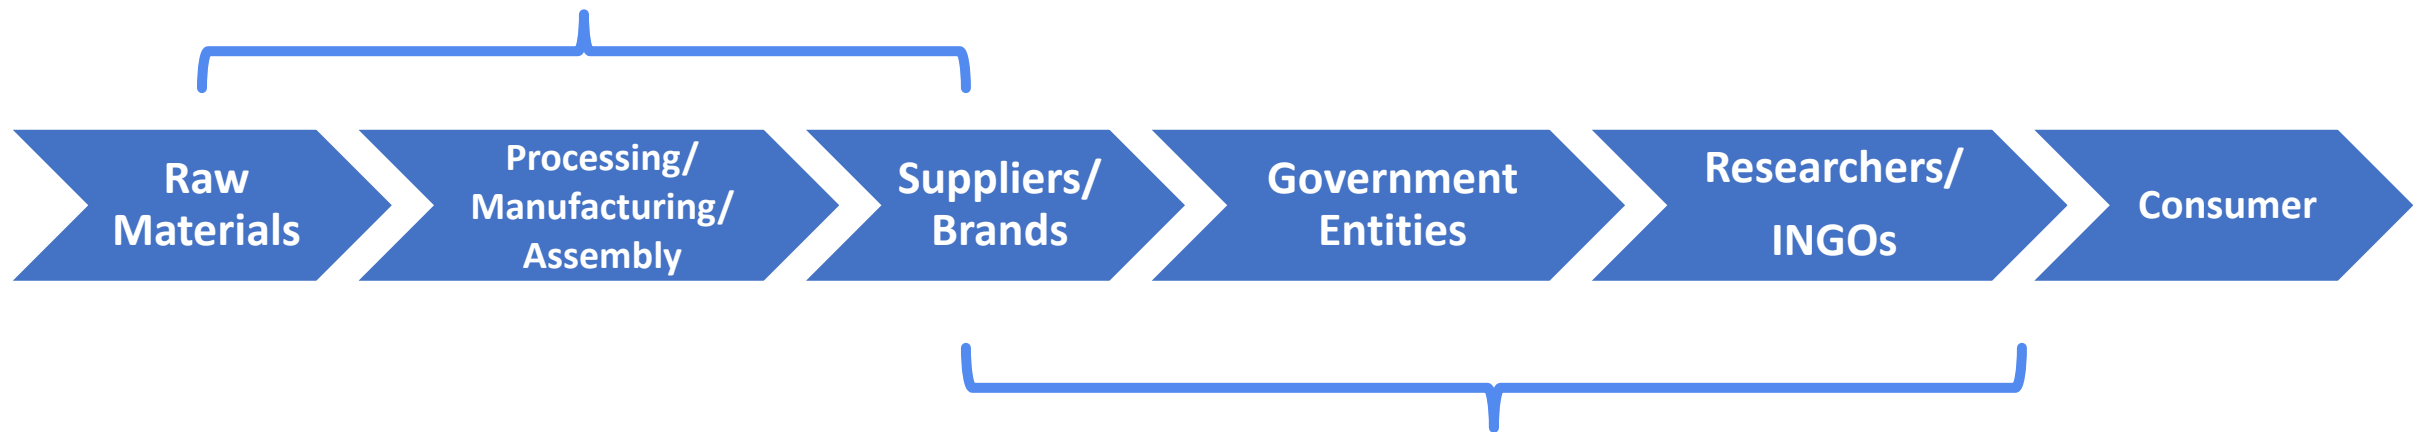 Raw
Materials
Processing/
Manufacturing/
Assembly
Suppliers/
Brands
Government
Entities
Researchers/
INGOs
Consumer